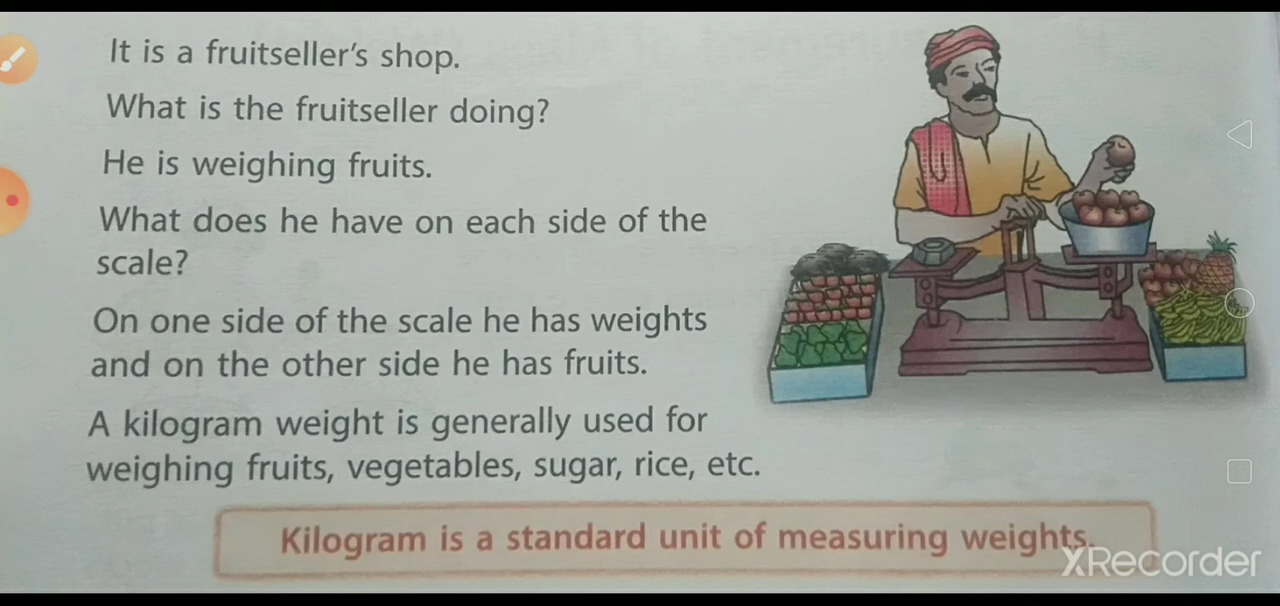 It is a fruitseller's shop.
What is the fruitseller doing?
He is weighing fruits.
What does he have on each side of the
scale?
On one side of the scale he has weights
and on the other side he has fruits.
A kilogram weight is generally used for
weighing fruits, vegetables, sugar, rice, etc.
Kilogram is a standard unit of measuring weights.
XRecorder